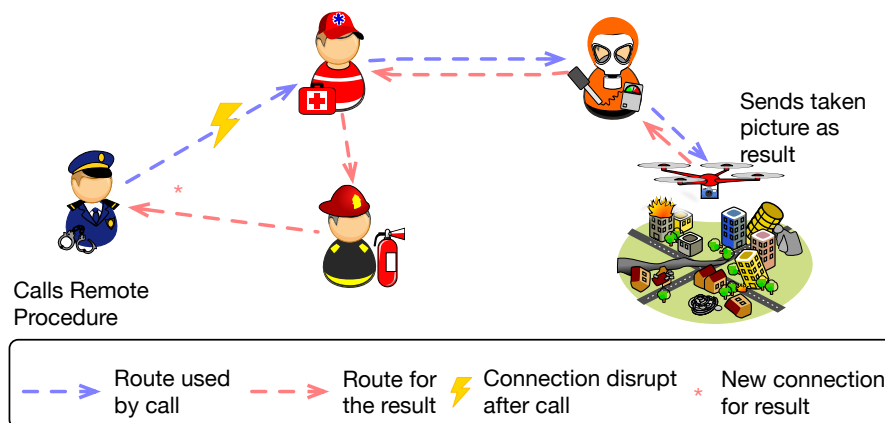 Sends taken
picture as
result
*
Calls Remote
Procedure
Route used
by call
Route for
the result
Connection disrupt
after call
* New connection
for result